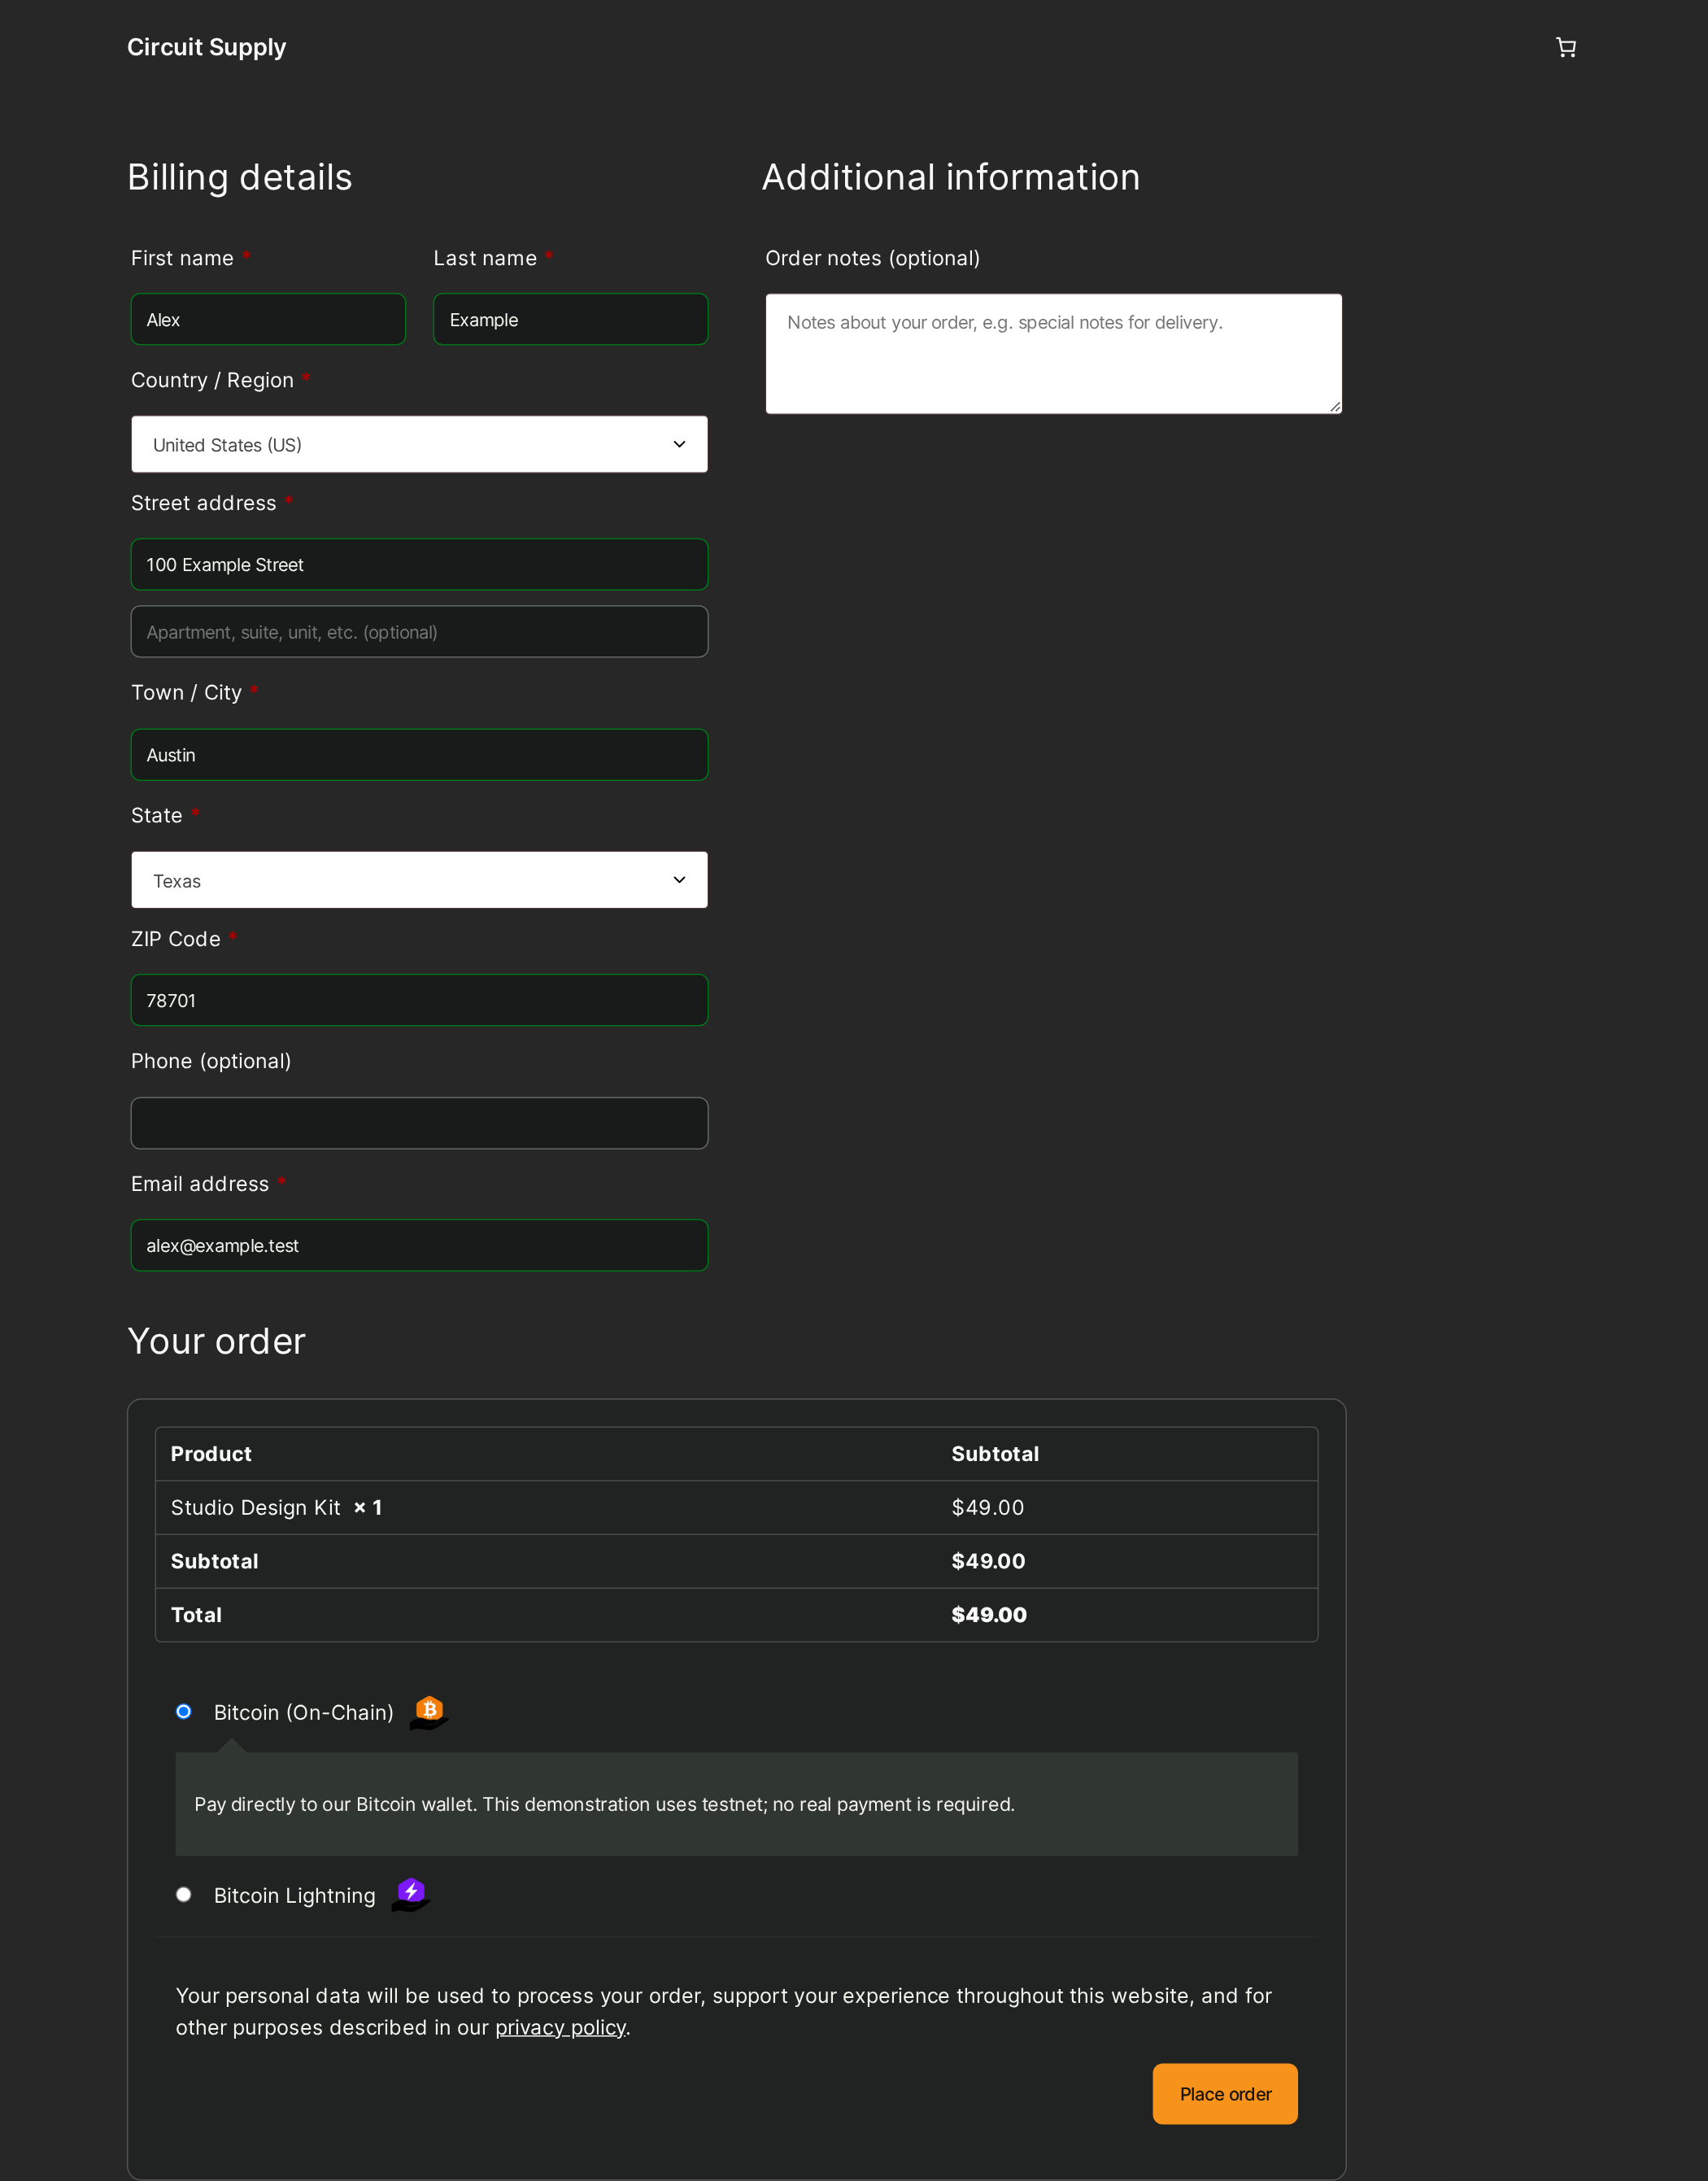 Circuit Supply
Billing details
First name *
Last name *
Alex
Example
Country / Region *
United States (US)
Street address *
100 Example Street
Apartment, suite, unit, etc. (optional)
Town / City *
Austin
State *
Texas
ZIP Code *
78701
Phone (optional)
Email address *
alex@example.test
Additional information
Order notes (optional)
Notes about your order, e.g. special notes for delivery.
Your order
Product Subtotal
Studio Design Kit × 1 $49.00
Subtotal $49.00
Total $49.00
Bitcoin (On-Chain)
Pay directly to our Bitcoin wallet. This demonstration uses testnet; no real payment is required.
Bitcoin Lightning
Your personal data will be used to process your order, support your experience throughout this website, and for
other purposes described in our privacy policy.
Place order